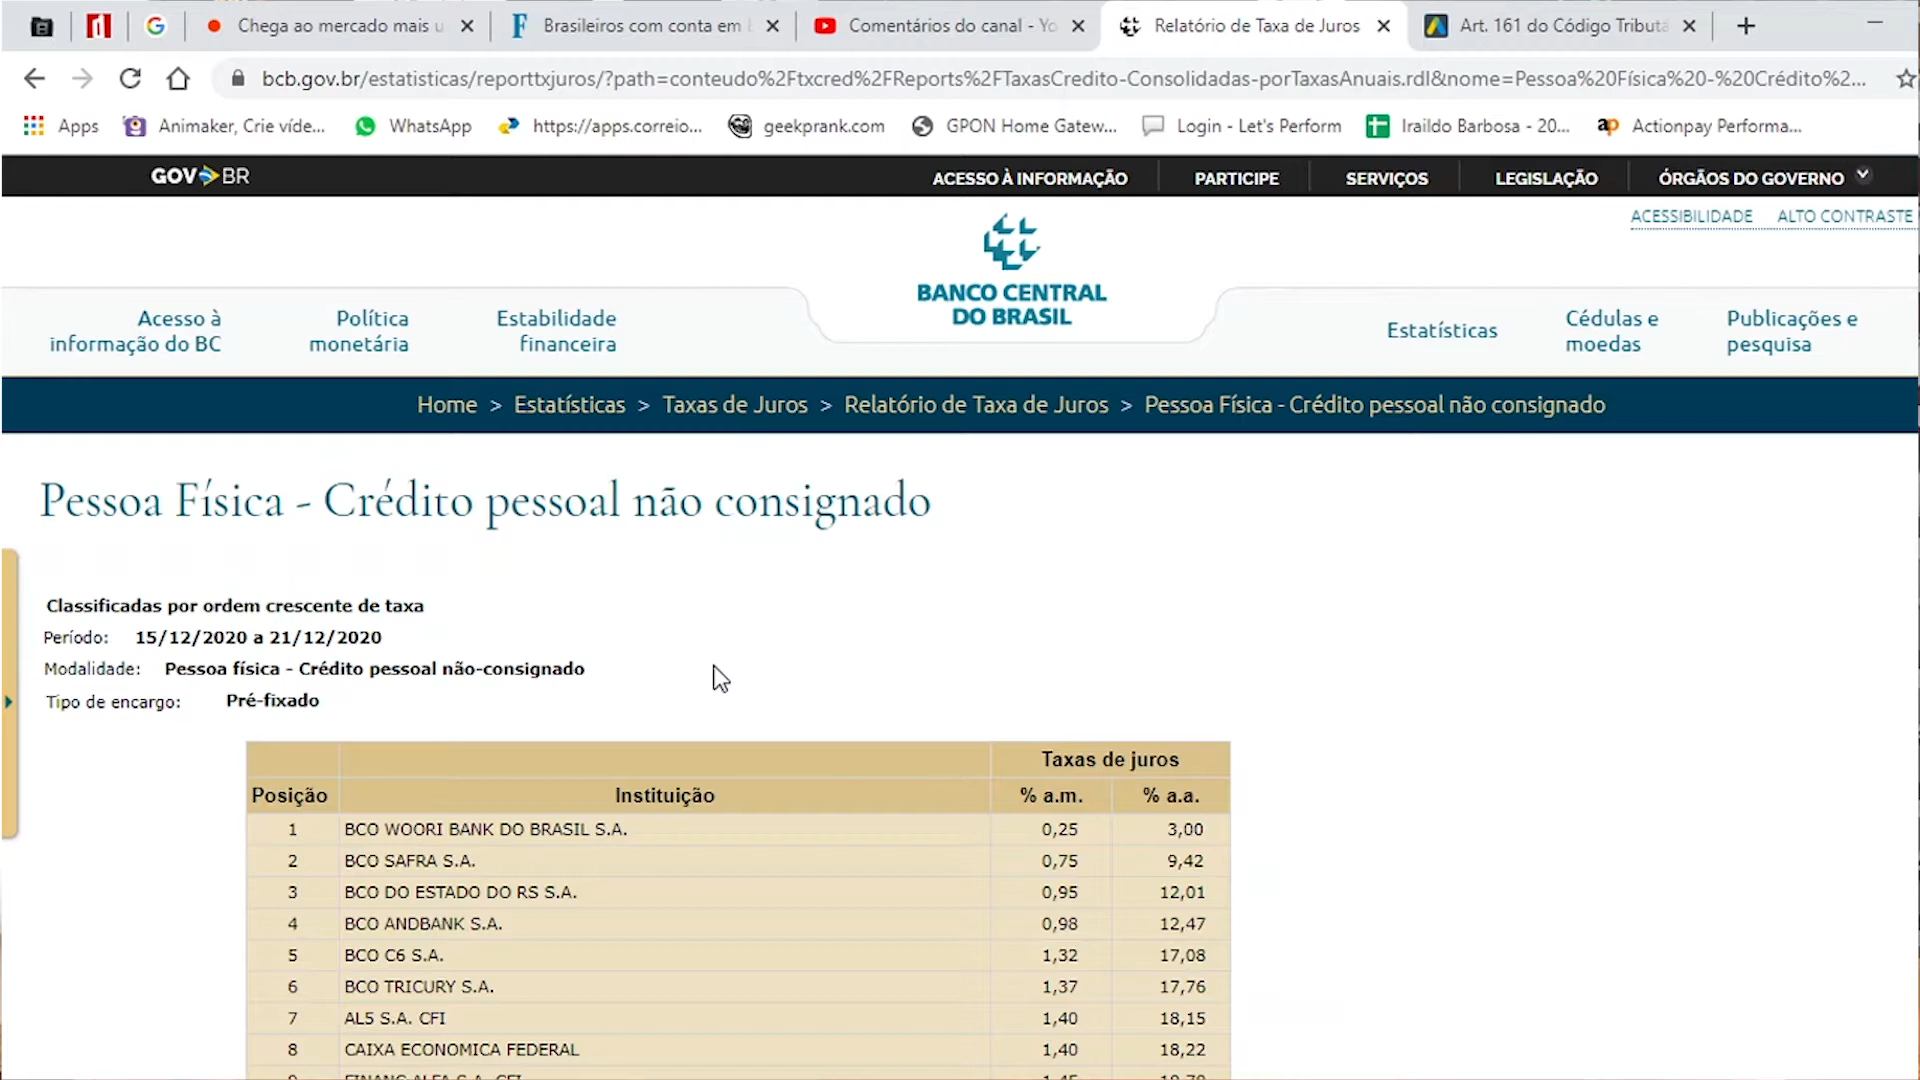 Chega ao mercado mais u
Brasileiros com conta em
Comentários do canal - Yo
Relatório de Taxa de Juros
Art. 161 do Código Tributá
bcb.gov.br/estatisticas/reporttxjuros/?path=conteudo%2Ftxcred%2FReports%2FTaxasCredito-Consolidadas-porTaxasAnuais.rdl&nome=Pessoa%20Física%20-%20Crédito%2...
Apps
Animaker, Crie víde...
WhatsApp
https://apps.correio...
geekprank.com
GPON Home Gatew...
Login - Let's Perform
Iraildo Barbosa - 20...
Actionpay Performa...
GOV BR
ACESSO À INFORMAÇÃO
PARTICIPE
SERVIÇOS
LEGISLAÇÃO
ÓRGÃOS DO GOVERNO
ACESSIBILIDADE
ALTO CONTRASTE
BANCO CENTRAL
DO BRASIL
Acesso à
informação do BC
Política
monetária
Estabilidade
financeira
Estatísticas
Cédulas e
moedas
Publicações e
pesquisa
Home > Estatísticas > Taxas de Juros > Relatório de Taxa de Juros > Pessoa Física - Crédito pessoal não consignado
Pessoa Física - Crédito pessoal não consignado
Classificadas por ordem crescente de taxa
Período: 15/12/2020 a 21/12/2020
Modalidade: Pessoa física - Crédito pessoal não-consignado
Tipo de encargo: Pré-fixado
Taxas de juros
Posição Instituição % a.m. % a.a.
1 BCO WOORI BANK DO BRASIL S.A. 0,25 3,00
2 BCO SAFRA S.A. 0,75 9,42
3 BCO DO ESTADO DO RS S.A. 0,95 12,01
4 BCO ANDBANK S.A. 0,98 12,47
5 BCO C6 S.A. 1,32 17,08
6 BCO TRICURY S.A. 1,37 17,76
7 AL5 S.A. CFI 1,40 18,15
8 CAIXA ECONOMICA FEDERAL 1,40 18,22